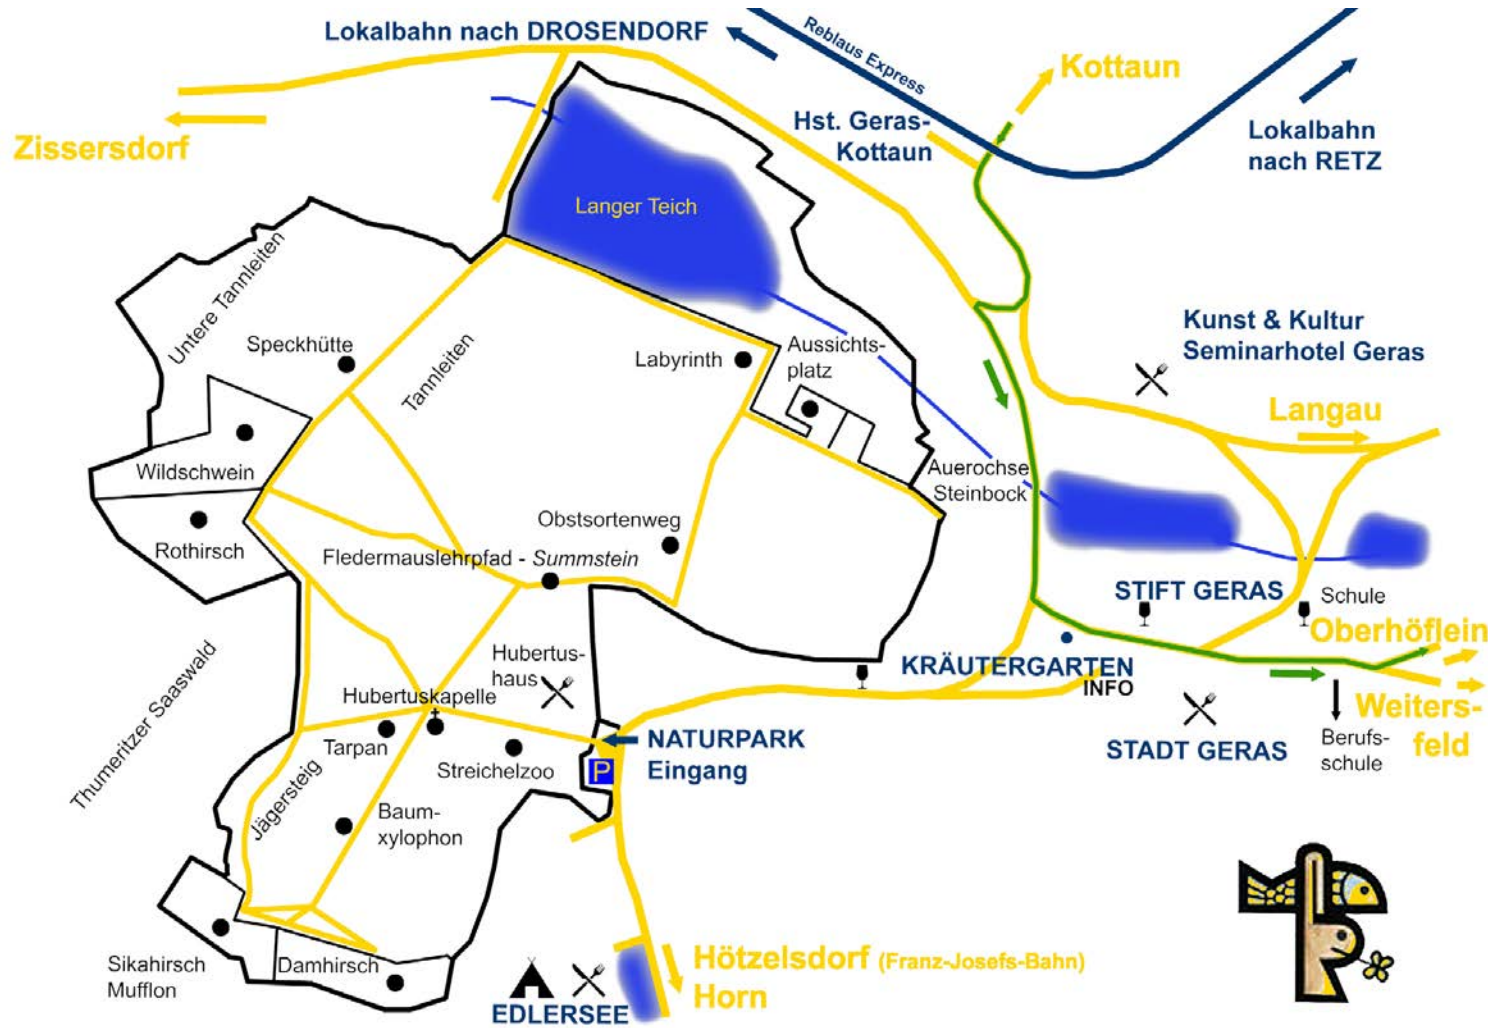 Lokalbahn nach DROSENDORF
Reblaus Express
Kottaun
Zissersdorf
Hst. Geras-
Kottaun
Lokalbahn
nach RETZ
Langer Teich
Untere Tannleiten
Speckhütte
Tannleiten
Labyrinth
Aussichts-
platz
Kunst & Kultur
Seminarhotel Geras
Langau
Wildschwein
Auerochse
Steinbock
Rothirsch
Obstsortenweg
Fledermauslehrpfad - Summstein
STIFT GERAS
Schule
Oberhöflein
Thumeritzer Saaswald
Hubertus-
haus
Hubertuskapelle
KRÄUTERGARTEN
INFO
Weiters-
feld
Tarpan
Streichelzoo
NATURPARK
Eingang
P
STADT GERAS
Berufs-
schule
Jägersteig
Baum-
xylophon
Sikahirsch
Mufflon
Damhirsch
Hötzelsdorf (Franz-Josefs-Bahn)
Horn
EDLERSEE